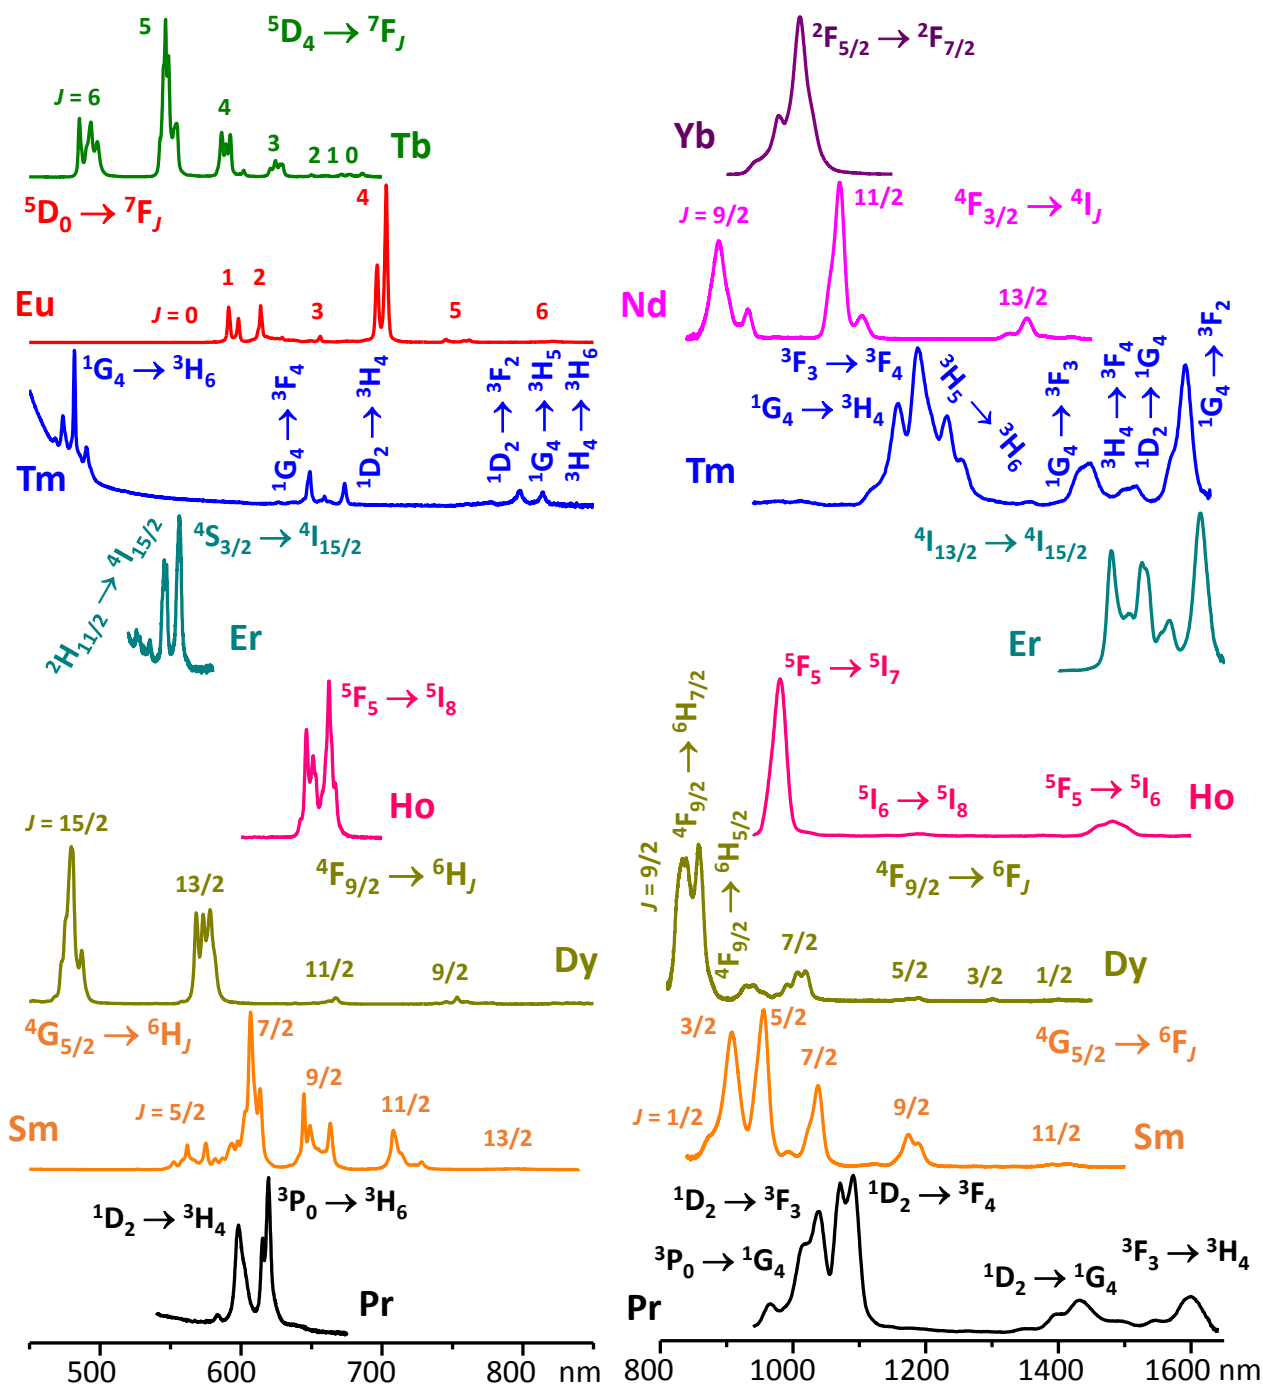 ⁵D₄ → ⁷F_J
J = 6
5
4
3
2 1 0
Tb
⁵D₀ → ⁷F_J
J = 0
1
2
3
4
5
6
Eu
¹G₄ → ³H₆
¹G₄ → ³F₄
¹D₂ → ³H₄
¹D₂ → ³F₂
¹G₄ → ³H₅
³H₄ → ³H₆
Tm
²H₁₁/₂ → ⁴I₁₅/₂
⁴S₃/₂ → ⁴I₁₅/₂
Er
⁵F₅ → ⁵I₈
Ho
J = 15/2
13/2
⁴F₉/₂ → ⁶H_J
11/2
9/2
Dy
⁴G₅/₂ → ⁶H_J
J = 5/2
7/2
9/2
11/2
13/2
Sm
¹D₂ → ³H₄
³P₀ → ³H₆
Pr
500 600 700 800 nm
²F₅/₂ → ²F₇/₂
Yb
J = 9/2
11/2
⁴F₃/₂ → ⁴I_J
13/2
Nd
³F₃ → ³F₄
¹G₄ → ³H₄
³H₅ → ³H₆
¹G₄ → ³F₃
³H₄ → ³F₄
¹D₂ → ¹G₄
¹G₄ → ³F₂
Tm
⁴I₁₃/₂ → ⁴I₁₅/₂
Er
⁵F₅ → ⁵I₇
⁵I₆ → ⁵I₈
⁵F₅ → ⁵I₆
Ho
J = 9/2
⁴F₉/₂ → ⁶H₇/₂
⁴F₉/₂ → ⁶H₅/₂
⁴F₉/₂ → ⁶F_J
7/2
5/2
3/2
1/2
Dy
J = 1/2
3/2
5/2
7/2
9/2
11/2
⁴G₅/₂ → ⁶F_J
Sm
¹D₂ → ³F₃
¹D₂ → ³F₄
³P₀ → ¹G₄
¹D₂ → ¹G₄
³F₃ → ³H₄
Pr
800 1000 1200 1400 1600 nm